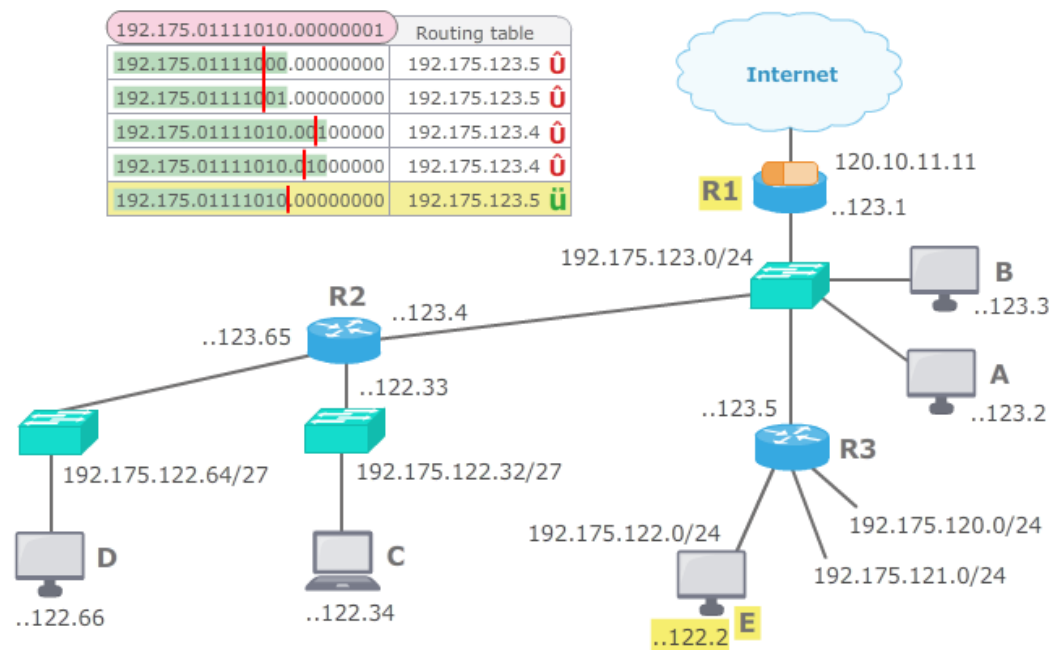 192.175.01111010.00000001 Routing table
192.175.01111000.00000000 192.175.123.5 Û
192.175.01111001.00000000 192.175.123.5 Û
192.175.01111010.00100000 192.175.123.4 Û
192.175.01111010.01000000 192.175.123.4 Û
192.175.01111010.00000000 192.175.123.5 ü
Internet
120.10.11.11
R1
..123.1
192.175.123.0/24
B
..123.3
R2
..123.4
..123.65
A
..123.2
..122.33
..123.5
R3
192.175.122.64/27
192.175.122.32/27
192.175.122.0/24
192.175.120.0/24
192.175.121.0/24
D
..122.66
C
..122.34
E
..122.2